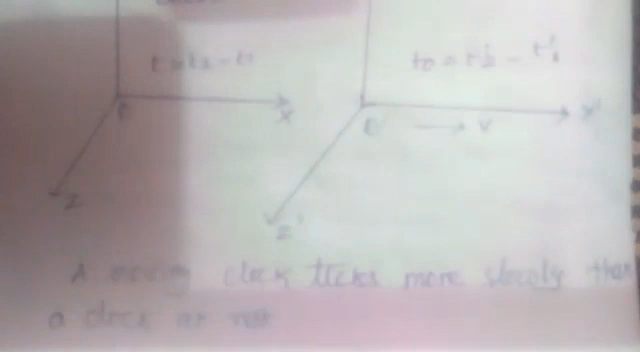 t = t2 - t1
t0 = t'2 - t'1
X
X'
V
Z
Z'
A moving clock ticks more slowly than
a clock at rest